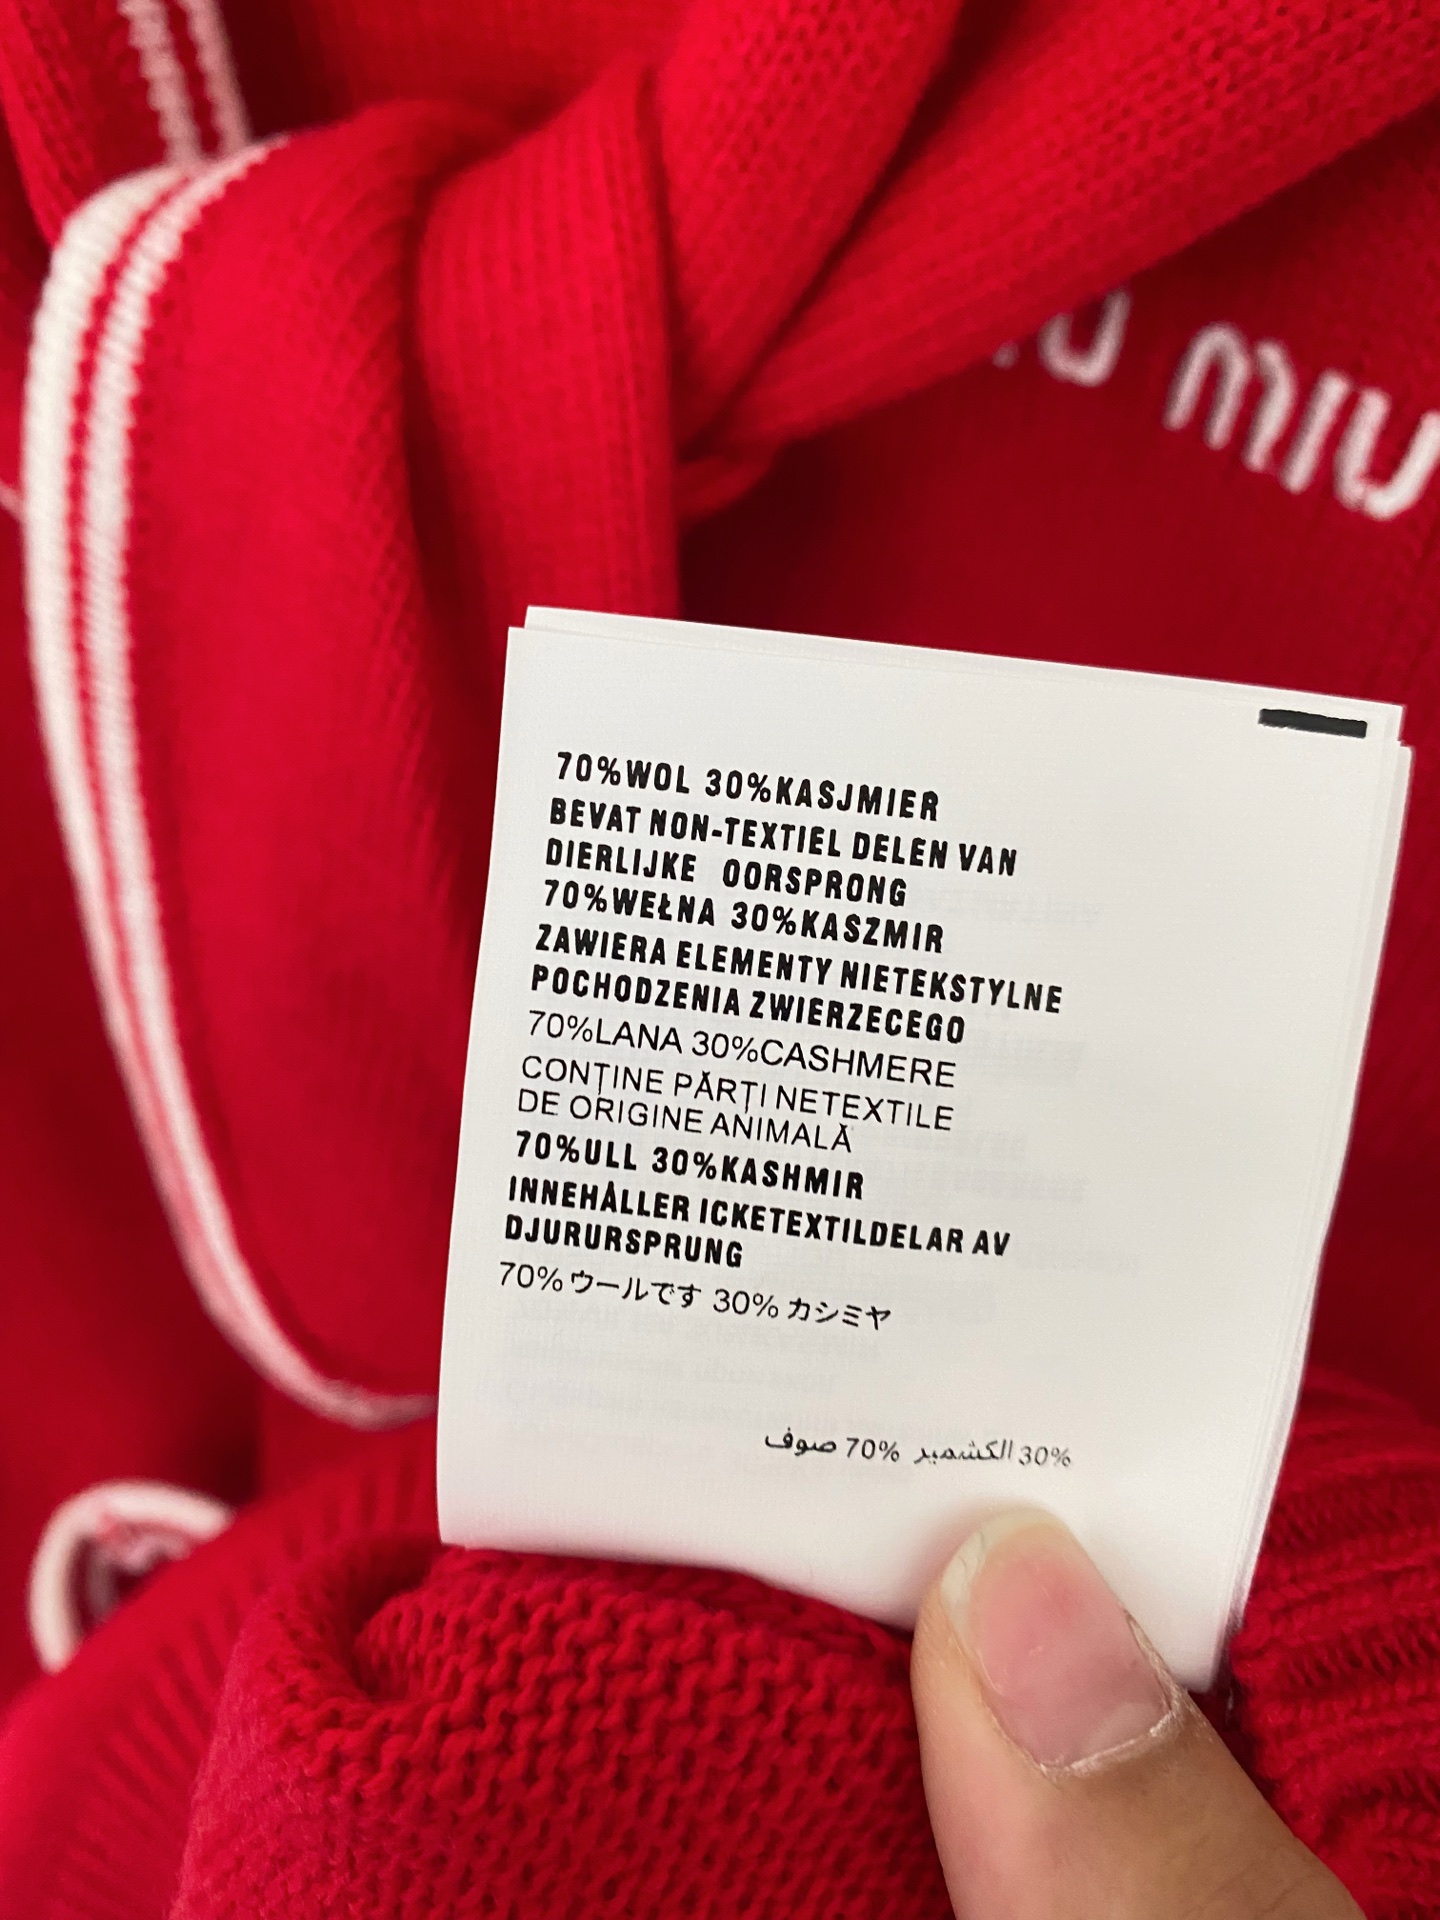 MIU
70%WOL 30%KASJMIER
BEVAT NON-TEXTIEL DELEN VAN
DIERLIJKE OORSPRONG
70%WEŁNA 30%KASZMIR
ZAWIERA ELEMENTY NIETEKSTYLNE
POCHODZENIA ZWIERZECEGO
70%LANA 30%CASHMERE
CONȚINE PĂRȚI NETEXTILE
DE ORIGINE ANIMALĂ
70%ULL 30%KASHMIR
INNEHÅLLER ICKETEXTILDELAR AV
DJURURSPRUNG
70%ウールです 30%カシミヤ
30% الكشمير 70% صوف